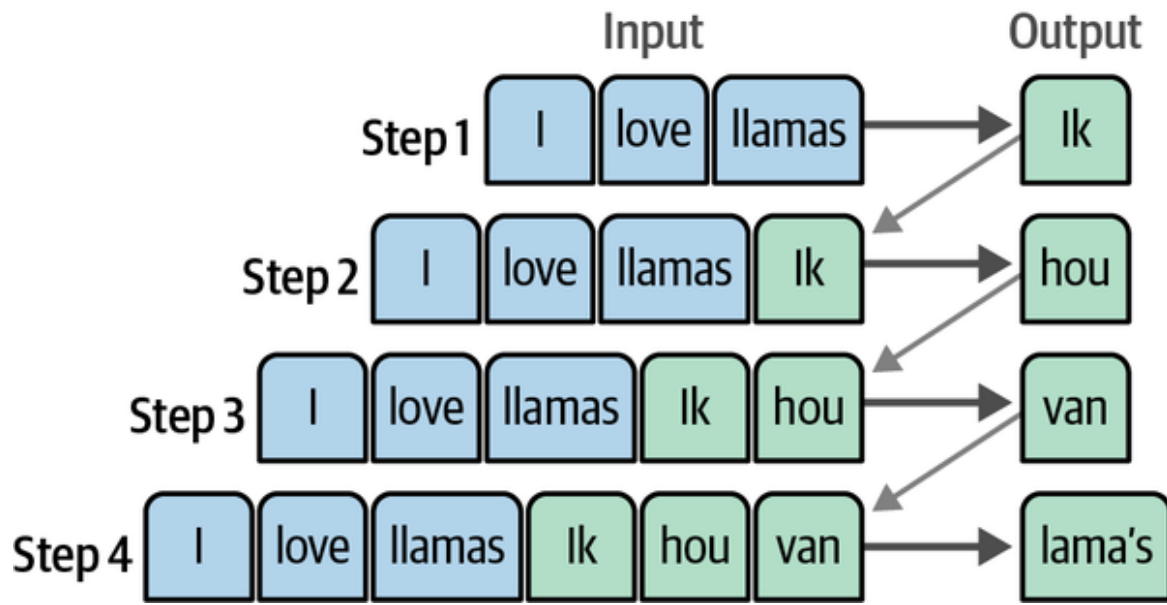 Input Output
Step 1 I love llamas Ik
Step 2 I love llamas Ik hou
Step 3 I love llamas Ik hou van
Step 4 I love llamas Ik hou van lama's